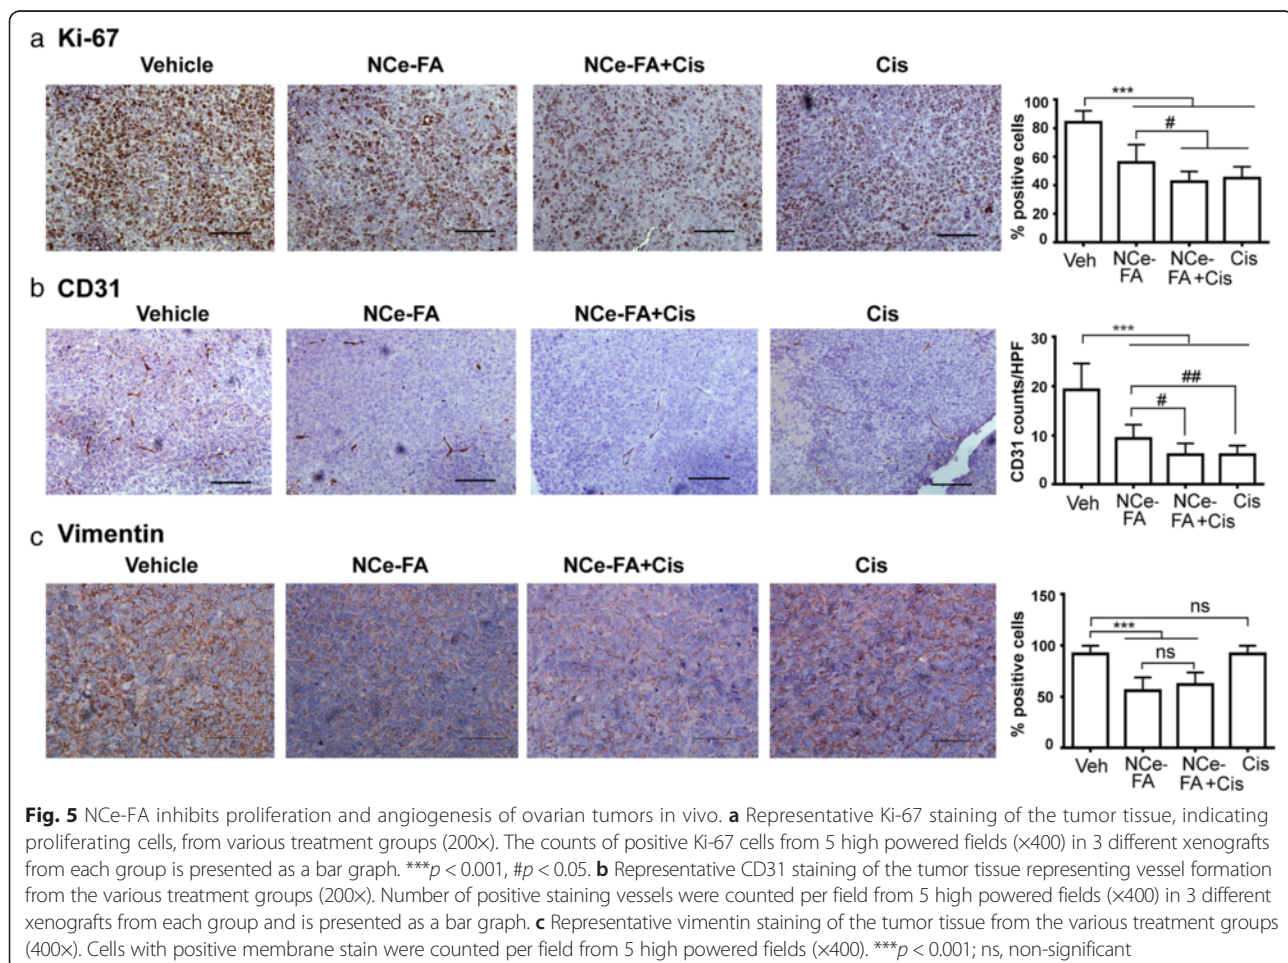 a Ki-67
Vehicle NCe-FA NCe-FA+Cis Cis
% positive cells
100
80
60
40
20
0
***
#
Veh NCe-FA NCe-FA+Cis Cis
b CD31
Vehicle NCe-FA NCe-FA+Cis Cis
CD31 counts/HPF
30
20
10
0
***
##
#
Veh NCe-FA NCe-FA+Cis Cis
c Vimentin
Vehicle NCe-FA NCe-FA+Cis Cis
% positive cells
150
100
50
0
ns
***
ns
Veh NCe-FA NCe-FA+Cis Cis
Fig. 5 NCe-FA inhibits proliferation and angiogenesis of ovarian tumors in vivo. a Representative Ki-67 staining of the tumor tissue, indicating
proliferating cells, from various treatment groups (200×). The counts of positive Ki-67 cells from 5 high powered fields (×400) in 3 different xenografts
from each group is presented as a bar graph. ***p < 0.001, #p < 0.05. b Representative CD31 staining of the tumor tissue representing vessel formation
from the various treatment groups (200×). Number of positive staining vessels were counted per field from 5 high powered fields (×400) in 3 different
xenografts from each group and is presented as a bar graph. c Representative vimentin staining of the tumor tissue from the various treatment groups
(400×). Cells with positive membrane stain were counted per field from 5 high powered fields (×400). ***p < 0.001; ns, non-significant